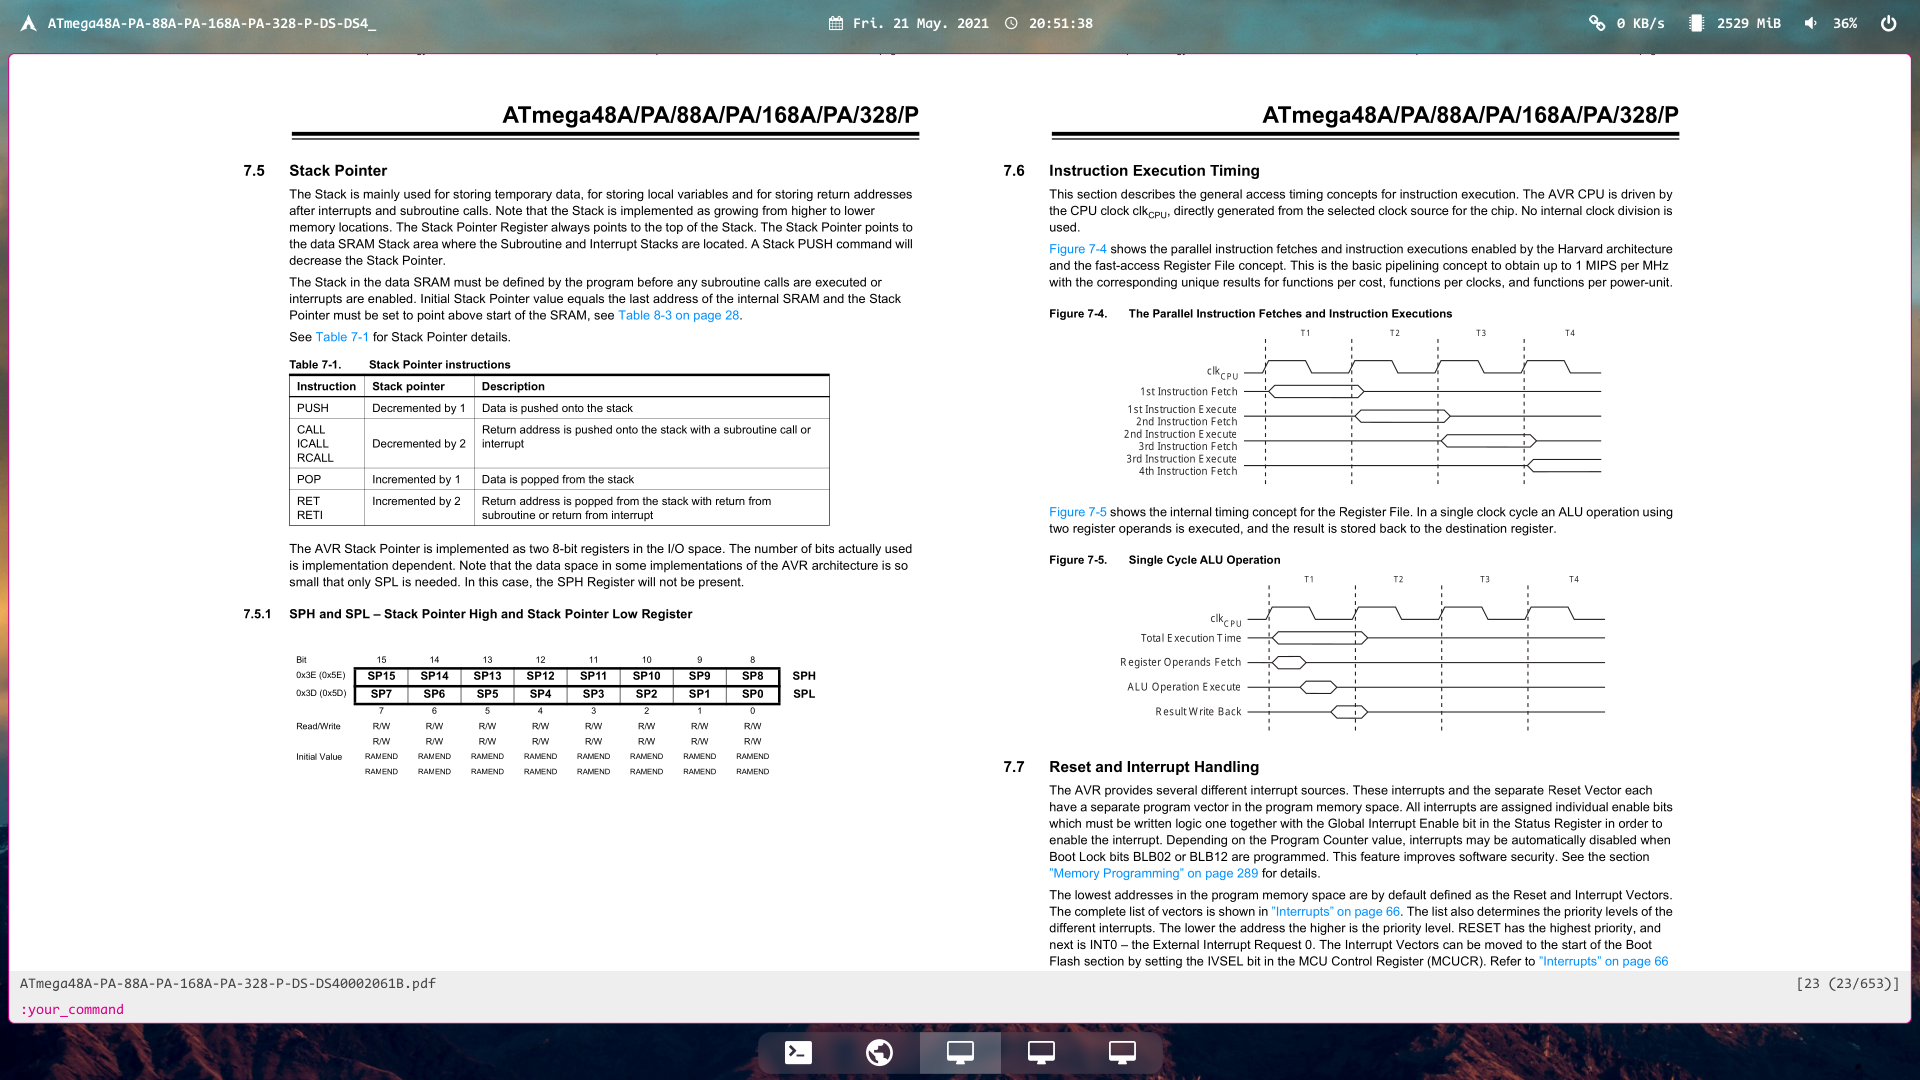 ATmega48A-PA-88A-PA-168A-PA-328-P-DS-DS4_
Fri. 21 May. 2021
20:51:38
0 KB/s
2529 MiB
36%
ATmega48A/PA/88A/PA/168A/PA/328/P
7.5 Stack Pointer
The Stack is mainly used for storing temporary data, for storing local variables and for storing return addresses
after interrupts and subroutine calls. Note that the Stack is implemented as growing from higher to lower
memory locations. The Stack Pointer Register always points to the top of the Stack. The Stack Pointer points to
the data SRAM Stack area where the Subroutine and Interrupt Stacks are located. A Stack PUSH command will
decrease the Stack Pointer.
The Stack in the data SRAM must be defined by the program before any subroutine calls are executed or
interrupts are enabled. Initial Stack Pointer value equals the last address of the internal SRAM and the Stack
Pointer must be set to point above start of the SRAM, see Table 8-3 on page 28.
See Table 7-1 for Stack Pointer details.
Table 7-1. Stack Pointer instructions
Instruction Stack pointer Description
PUSH Decremented by 1 Data is pushed onto the stack
CALL
ICALL
RCALL
Decremented by 2
Return address is pushed onto the stack with a subroutine call or
interrupt
POP Incremented by 1 Data is popped from the stack
RET
RETI
Incremented by 2
Return address is popped from the stack with return from
subroutine or return from interrupt
The AVR Stack Pointer is implemented as two 8-bit registers in the I/O space. The number of bits actually used
is implementation dependent. Note that the data space in some implementations of the AVR architecture is so
small that only SPL is needed. In this case, the SPH Register will not be present.
7.5.1 SPH and SPL – Stack Pointer High and Stack Pointer Low Register
Bit 15 14 13 12 11 10 9 8
0x3E (0x5E) SP15 SP14 SP13 SP12 SP11 SP10 SP9 SP8 SPH
0x3D (0x5D) SP7 SP6 SP5 SP4 SP3 SP2 SP1 SP0 SPL
7 6 5 4 3 2 1 0
Read/Write R/W R/W R/W R/W R/W R/W R/W R/W
R/W R/W R/W R/W R/W R/W R/W R/W
Initial Value RAMEND RAMEND RAMEND RAMEND RAMEND RAMEND RAMEND RAMEND
RAMEND RAMEND RAMEND RAMEND RAMEND RAMEND RAMEND RAMEND
ATmega48A/PA/88A/PA/168A/PA/328/P
7.6 Instruction Execution Timing
This section describes the general access timing concepts for instruction execution. The AVR CPU is driven by
the CPU clock clkCPU, directly generated from the selected clock source for the chip. No internal clock division is
used.
Figure 7-4 shows the parallel instruction fetches and instruction executions enabled by the Harvard architecture
and the fast-access Register File concept. This is the basic pipelining concept to obtain up to 1 MIPS per MHz
with the corresponding unique results for functions per cost, functions per clocks, and functions per power-unit.
Figure 7-4. The Parallel Instruction Fetches and Instruction Executions
T1 T2 T3 T4
clkCPU
1st Instruction Fetch
1st Instruction Execute
2nd Instruction Fetch
2nd Instruction Execute
3rd Instruction Fetch
3rd Instruction Execute
4th Instruction Fetch
Figure 7-5 shows the internal timing concept for the Register File. In a single clock cycle an ALU operation using
two register operands is executed, and the result is stored back to the destination register.
Figure 7-5. Single Cycle ALU Operation
T1 T2 T3 T4
clkCPU
Total Execution Time
Register Operands Fetch
ALU Operation Execute
Result Write Back
7.7 Reset and Interrupt Handling
The AVR provides several different interrupt sources. These interrupts and the separate Reset Vector each
have a separate program vector in the program memory space. All interrupts are assigned individual enable bits
which must be written logic one together with the Global Interrupt Enable bit in the Status Register in order to
enable the interrupt. Depending on the Program Counter value, interrupts may be automatically disabled when
Boot Lock bits BLB02 or BLB12 are programmed. This feature improves software security. See the section
"Memory Programming" on page 289 for details.
The lowest addresses in the program memory space are by default defined as the Reset and Interrupt Vectors.
The complete list of vectors is shown in "Interrupts" on page 66. The list also determines the priority levels of the
different interrupts. The lower the address the higher is the priority level. RESET has the highest priority, and
next is INT0 – the External Interrupt Request 0. The Interrupt Vectors can be moved to the start of the Boot
Flash section by setting the IVSEL bit in the MCU Control Register (MCUCR). Refer to "Interrupts" on page 66
ATmega48A-PA-88A-PA-168A-PA-328-P-DS-DS40002061B.pdf
[23 (23/653)]
:your_command